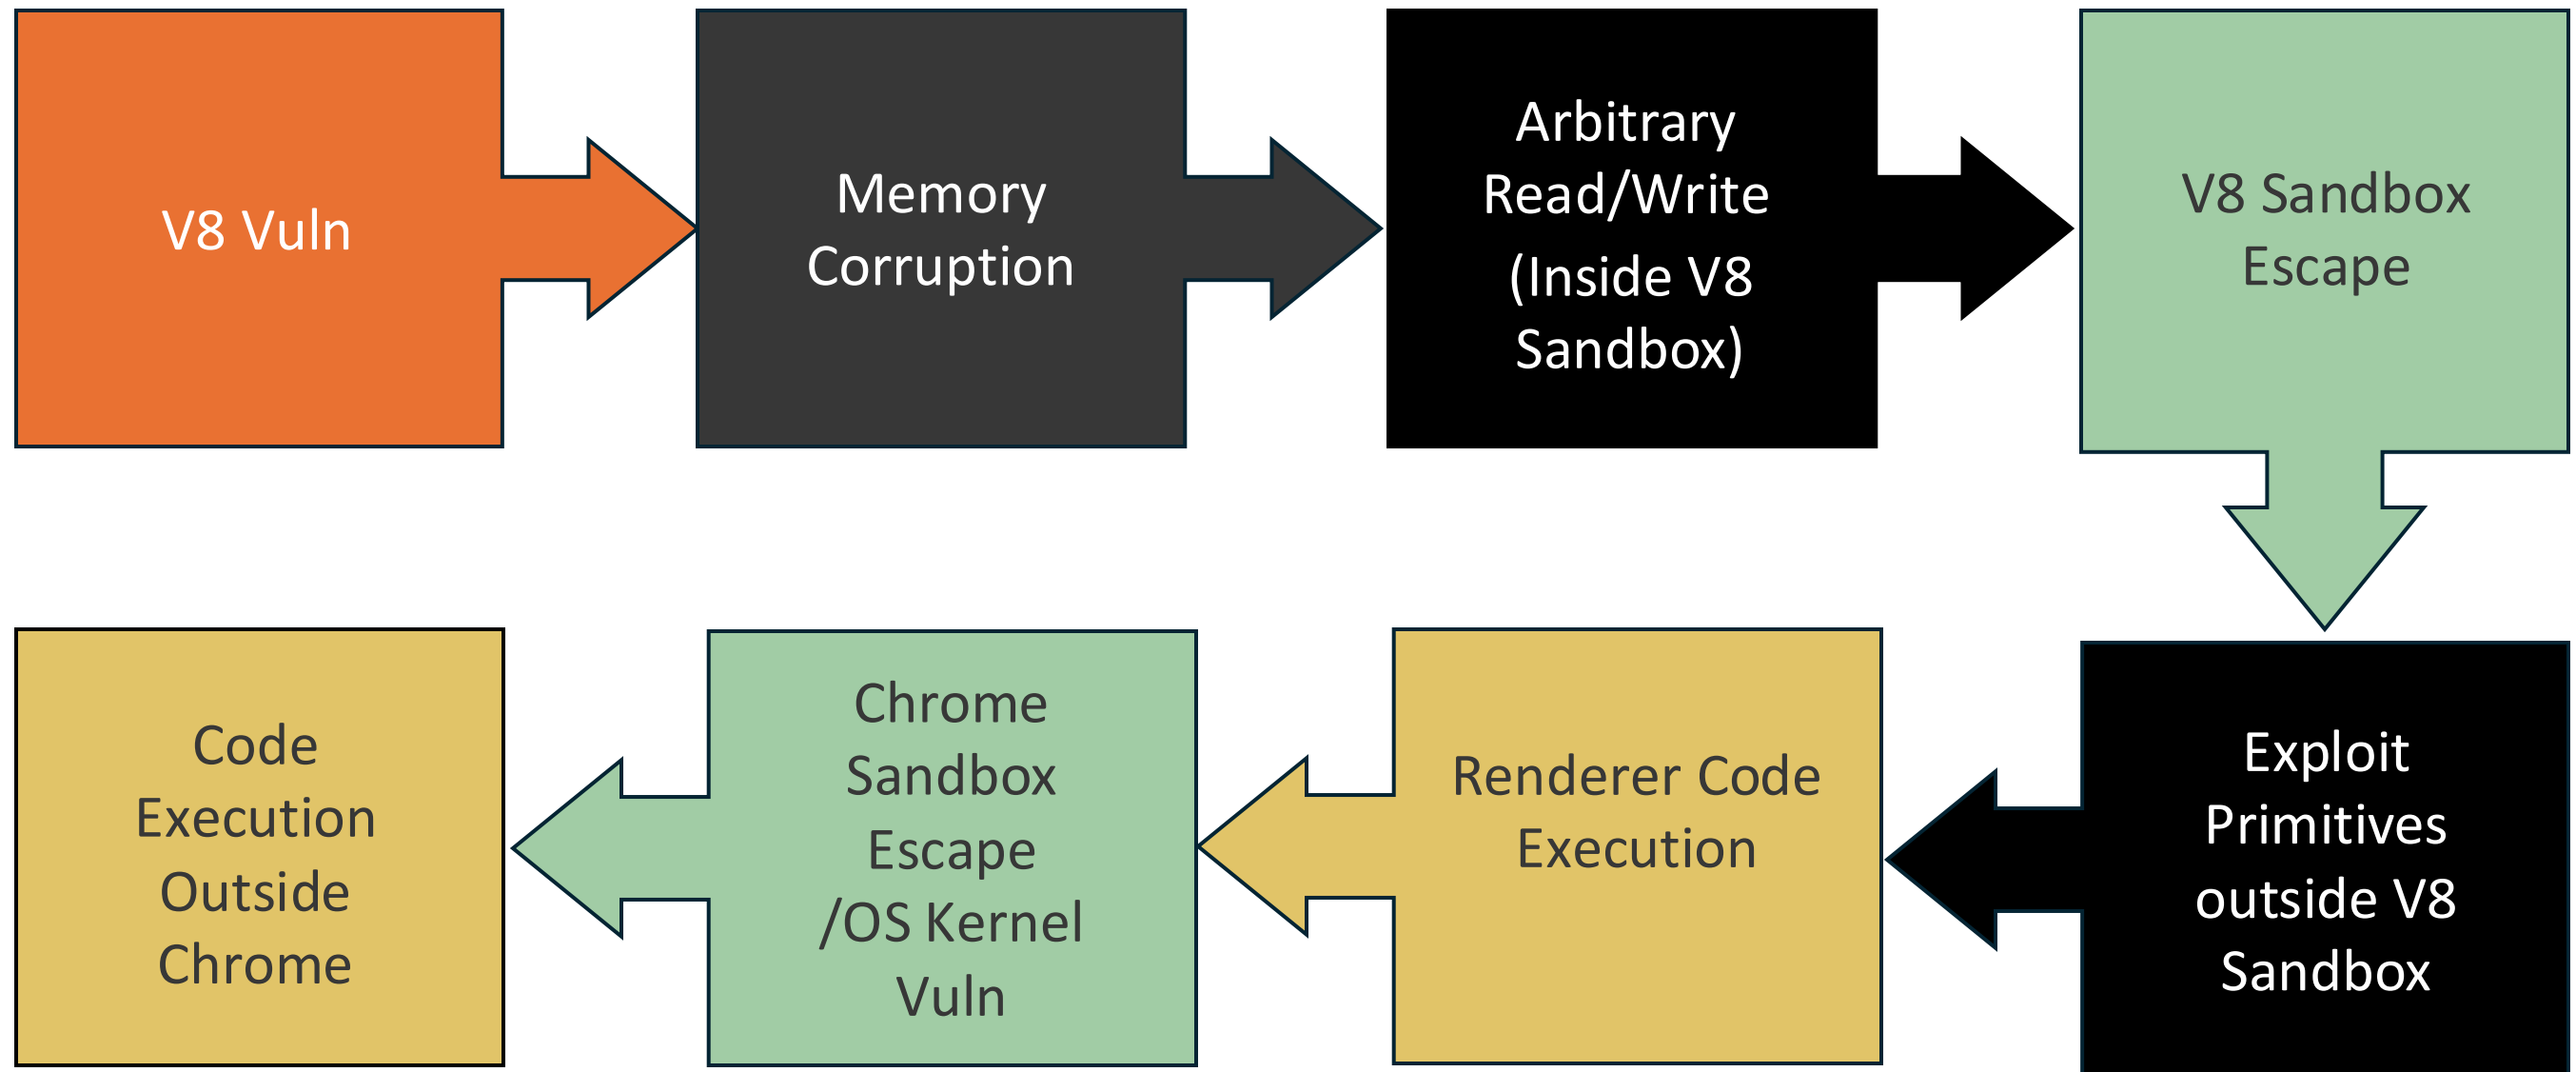 V8 Vuln
Memory
Corruption
Arbitrary
Read/Write
(Inside V8
Sandbox)
V8 Sandbox
Escape
Exploit
Primitives
outside V8
Sandbox
Renderer Code
Execution
Chrome
Sandbox
Escape
/OS Kernel
Vuln
Code
Execution
Outside
Chrome